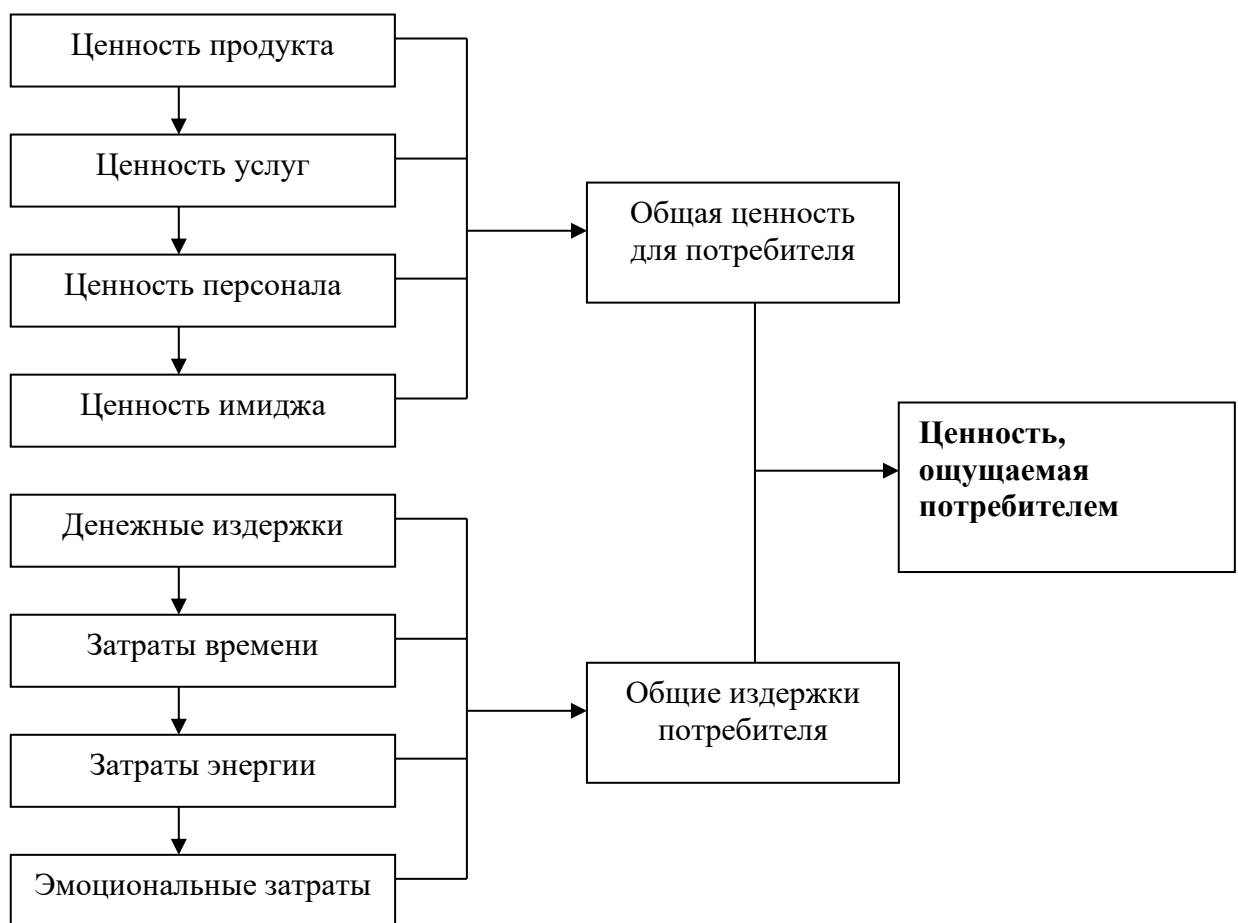 Ценность продукта
Ценность услуг
Ценность персонала
Ценность имиджа
Денежные издержки
Затраты времени
Затраты энергии
Эмоциональные затраты
Общая ценность
для потребителя
Общие издержки
потребителя
Ценность,
ощущаемая
потребителем